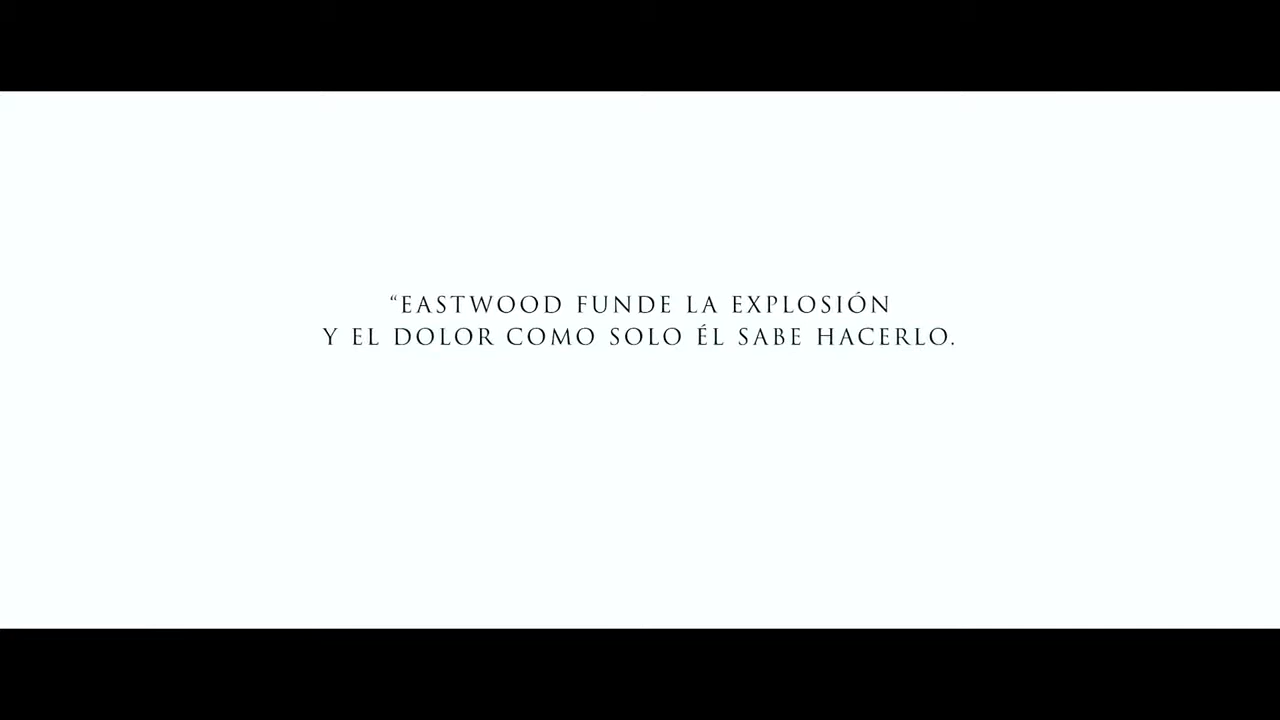 “EASTWOOD FUNDE LA EXPLOSIÓN
Y EL DOLOR COMO SOLO ÉL SABE HACERLO.